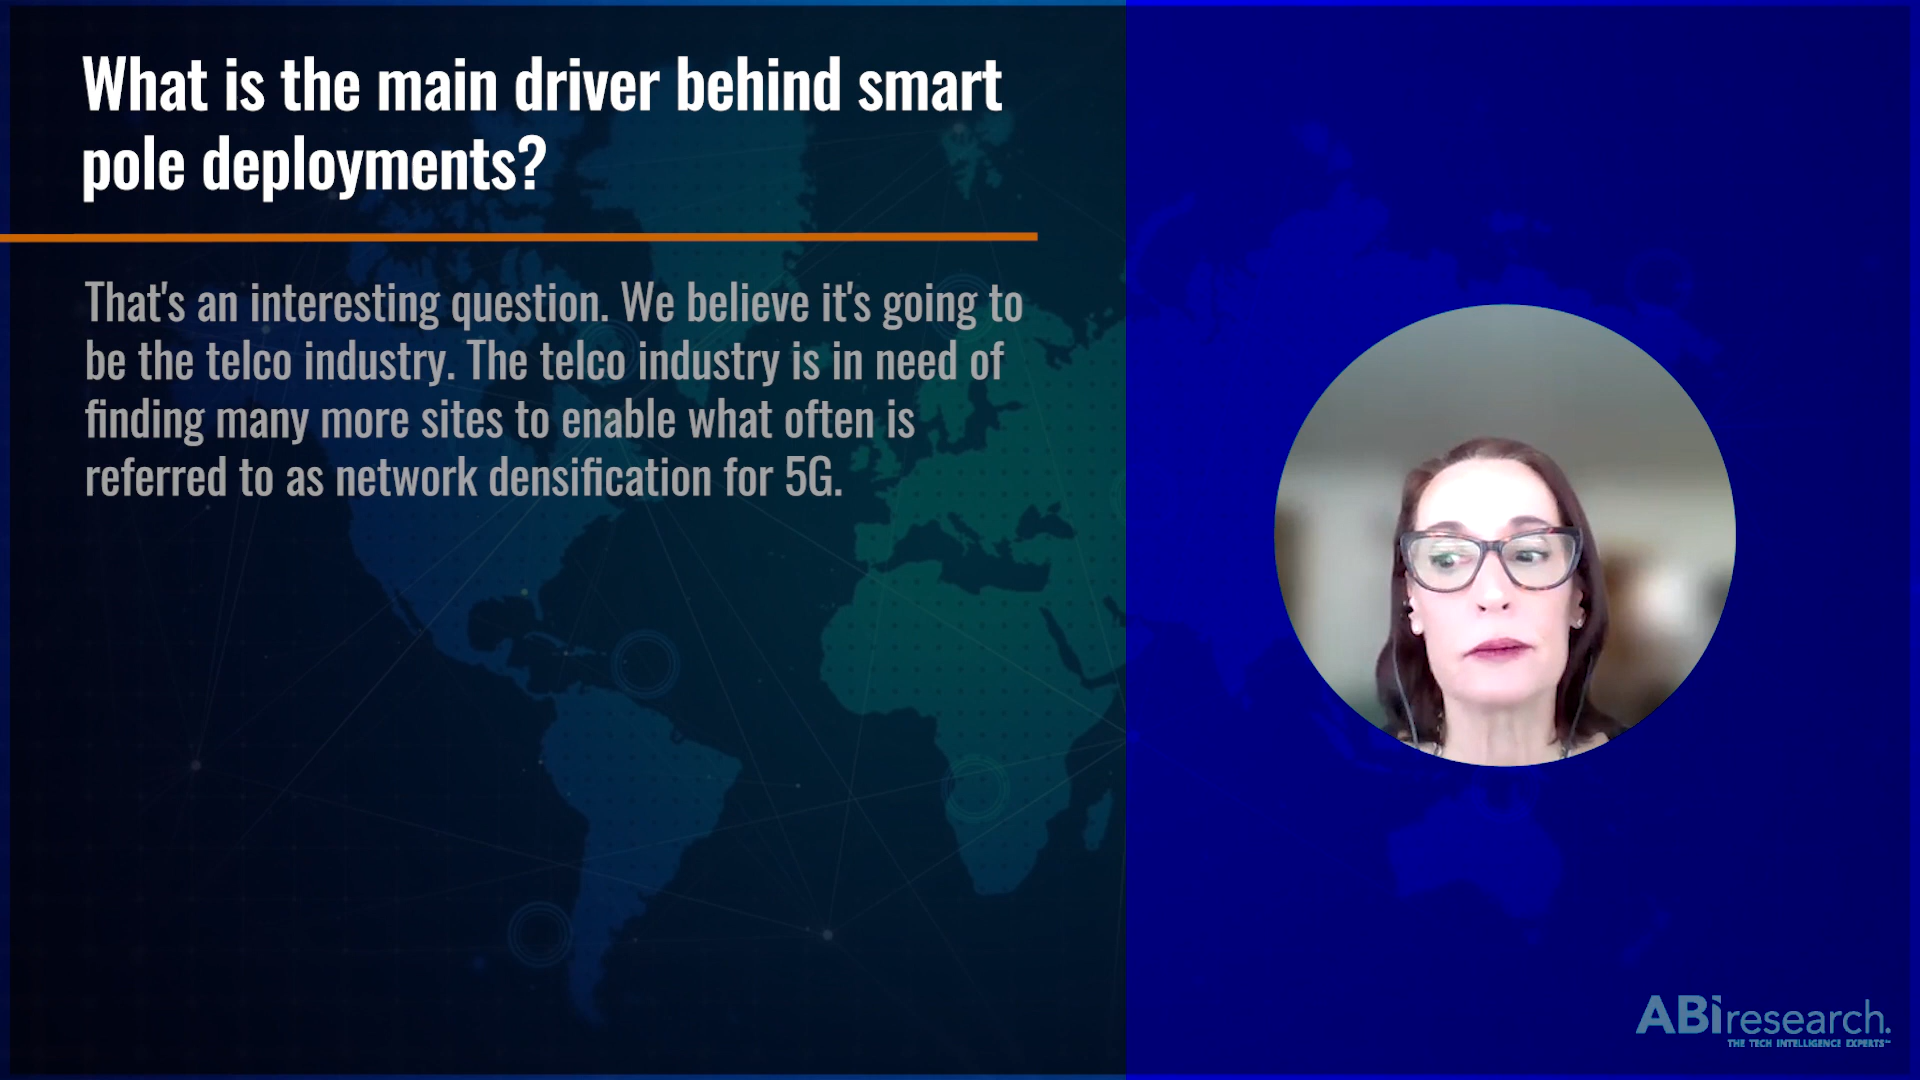 What is the main driver behind smart
pole deployments?
That's an interesting question. We believe it's going to
be the telco industry. The telco industry is in need of
finding many more sites to enable what often is
referred to as network densification for 5G.
ABiresearch.
THE TECH INTELLIGENCE EXPERTS™